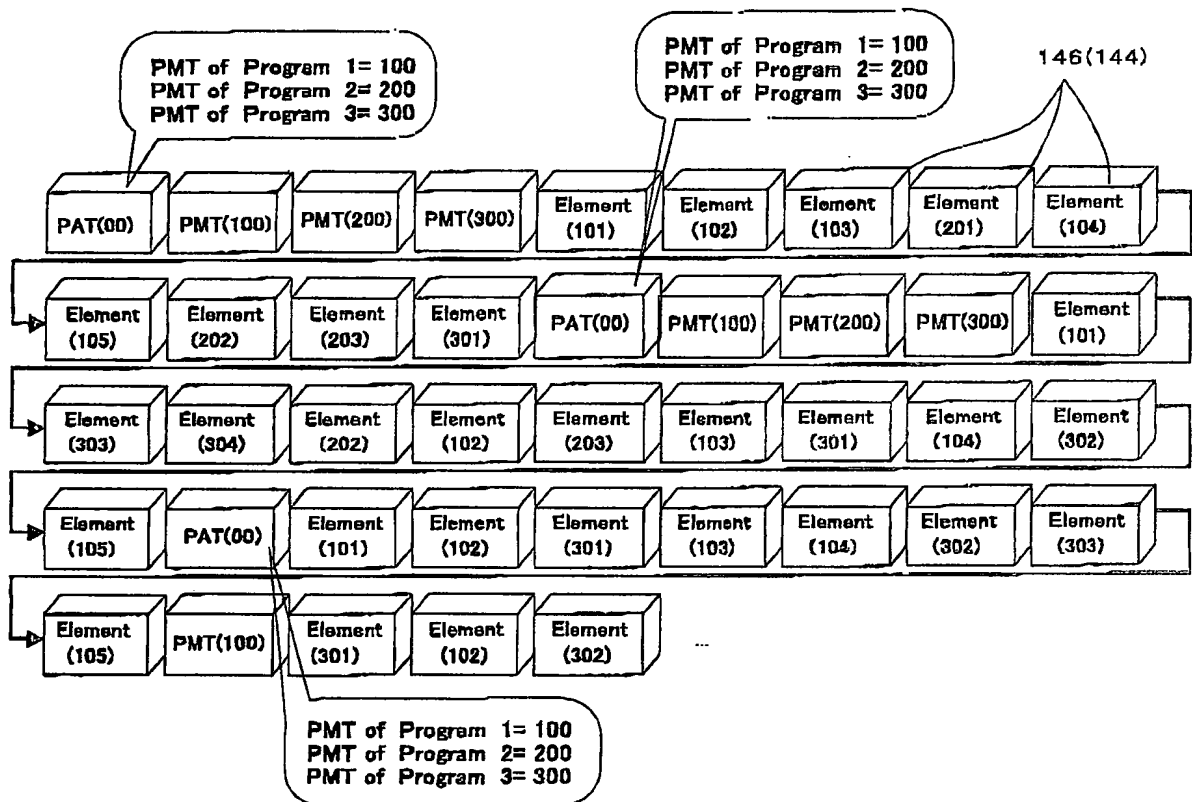 PMT of Program 1= 100
PMT of Program 2= 200
PMT of Program 3= 300
PMT of Program 1= 100
PMT of Program 2= 200
PMT of Program 3= 300
146(144)
PAT(00)
PMT(100)
PMT(200)
PMT(300)
Element
(101)
Element
(102)
Element
(103)
Element
(201)
Element
(104)
Element
(105)
Element
(202)
Element
(203)
Element
(301)
PAT(00)
PMT(100)
PMT(200)
PMT(300)
Element
(101)
Element
(303)
Element
(304)
Element
(202)
Element
(102)
Element
(203)
Element
(103)
Element
(301)
Element
(104)
Element
(302)
Element
(105)
PAT(00)
Element
(101)
Element
(102)
Element
(301)
Element
(103)
Element
(104)
Element
(302)
Element
(303)
Element
(105)
PMT(100)
Element
(301)
Element
(102)
Element
(302)
...
PMT of Program 1= 100
PMT of Program 2= 200
PMT of Program 3= 300